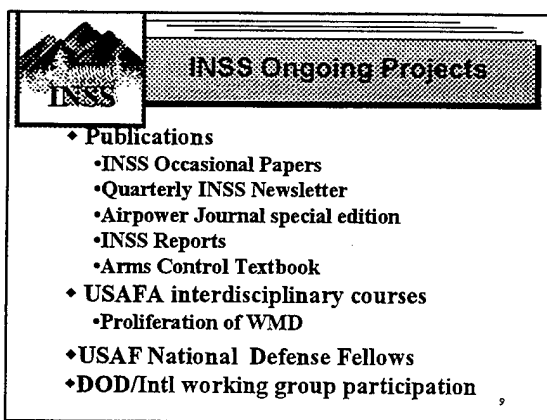 INSS
INSS Ongoing Projects
◆ Publications
•INSS Occasional Papers
•Quarterly INSS Newsletter
•Airpower Journal special edition
•INSS Reports
•Arms Control Textbook
◆ USAFA interdisciplinary courses
•Proliferation of WMD
◆USAF National Defense Fellows
◆DOD/Intl working group participation
9